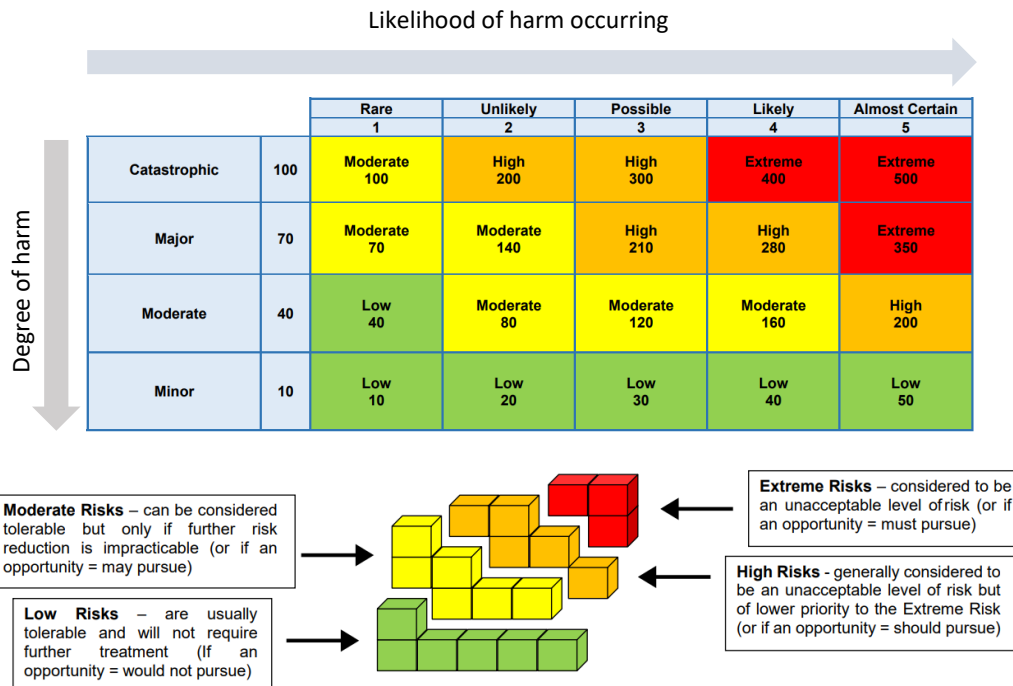 Likelihood of harm occurring
Degree of harm
Rare Unlikely Possible Likely Almost Certain
1 2 3 4 5
Catastrophic 100 Moderate 100 High 200 High 300 Extreme 400 Extreme 500
Major 70 Moderate 70 Moderate 140 High 210 High 280 Extreme 350
Moderate 40 Low 40 Moderate 80 Moderate 120 Moderate 160 High 200
Minor 10 Low 10 Low 20 Low 30 Low 40 Low 50
Moderate Risks – can be considered
tolerable but only if further risk
reduction is impracticable (or if an
opportunity = may pursue)
Low Risks – are usually
tolerable and will not require
further treatment (If an
opportunity = would not pursue)
Extreme Risks – considered to be
an unacceptable level of risk (or if
an opportunity = must pursue)
High Risks - generally considered to
be an unacceptable level of risk but
of lower priority to the Extreme Risk
(or if an opportunity = should pursue)